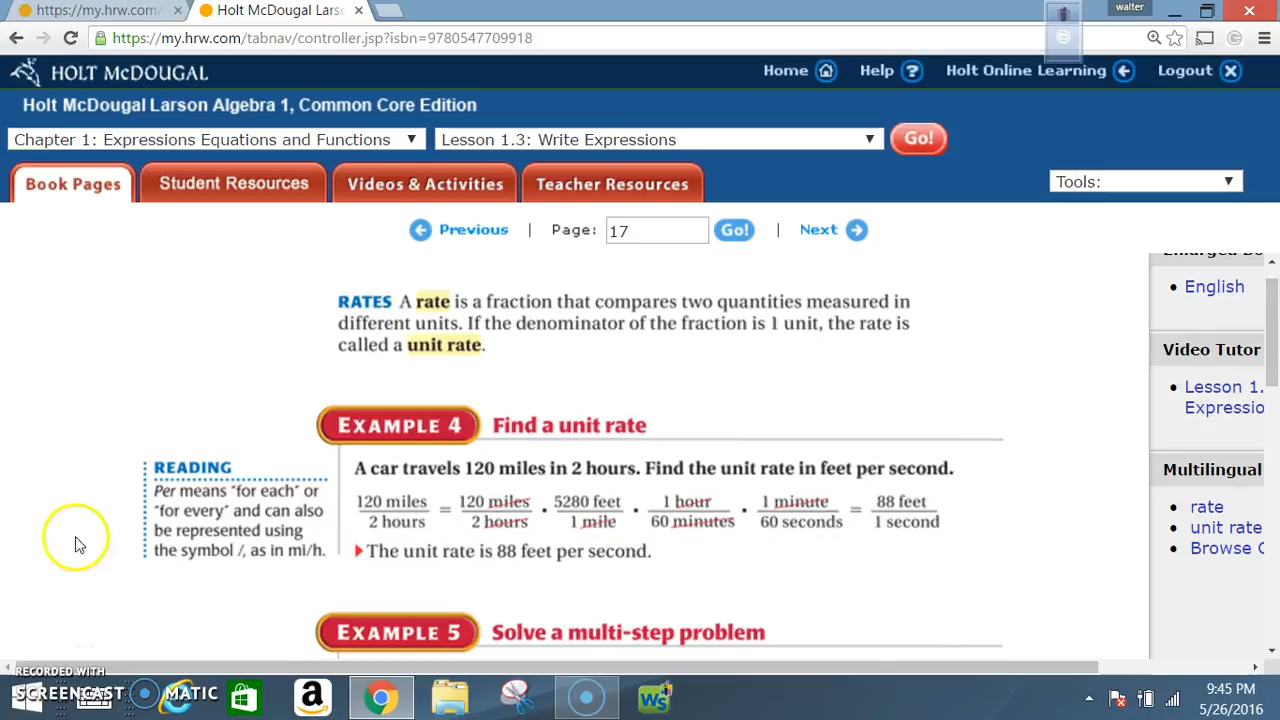 https://my.hrw.com/tabnav/ ×
Holt McDougal Lars ×
walter
https://my.hrw.com/tabnav/controller.jsp?isbn=9780547709918
HOLT McDOUGAL
Home
Help ?
Holt Online Learning
Logout X
Holt McDougal Larson Algebra 1, Common Core Edition
Chapter 1: Expressions Equations and Functions
Lesson 1.3: Write Expressions
Go!
Book Pages
Student Resources
Videos & Activities
Teacher Resources
Tools:
Previous | Page: 17 Go! | Next
RATES A rate is a fraction that compares two quantities measured in
different units. If the denominator of the fraction is 1 unit, the rate is
called a unit rate.
EXAMPLE 4 Find a unit rate
READING
Per means "for each" or
"for every" and can also
be represented using
the symbol /, as in mi/h.
A car travels 120 miles in 2 hours. Find the unit rate in feet per second.
120 miles / 2 hours = 120 miles / 2 hours · 5280 feet / 1 mile · 1 hour / 60 minutes · 1 minute / 60 seconds = 88 feet / 1 second
The unit rate is 88 feet per second.
EXAMPLE 5 Solve a multi-step problem
• English
Video Tutor
• Lesson 1.
Expressio
Multilingual
• rate
• unit rate
• Browse
RECORDED WITH
SCREENCAST MATIC
9:45 PM
5/26/2016